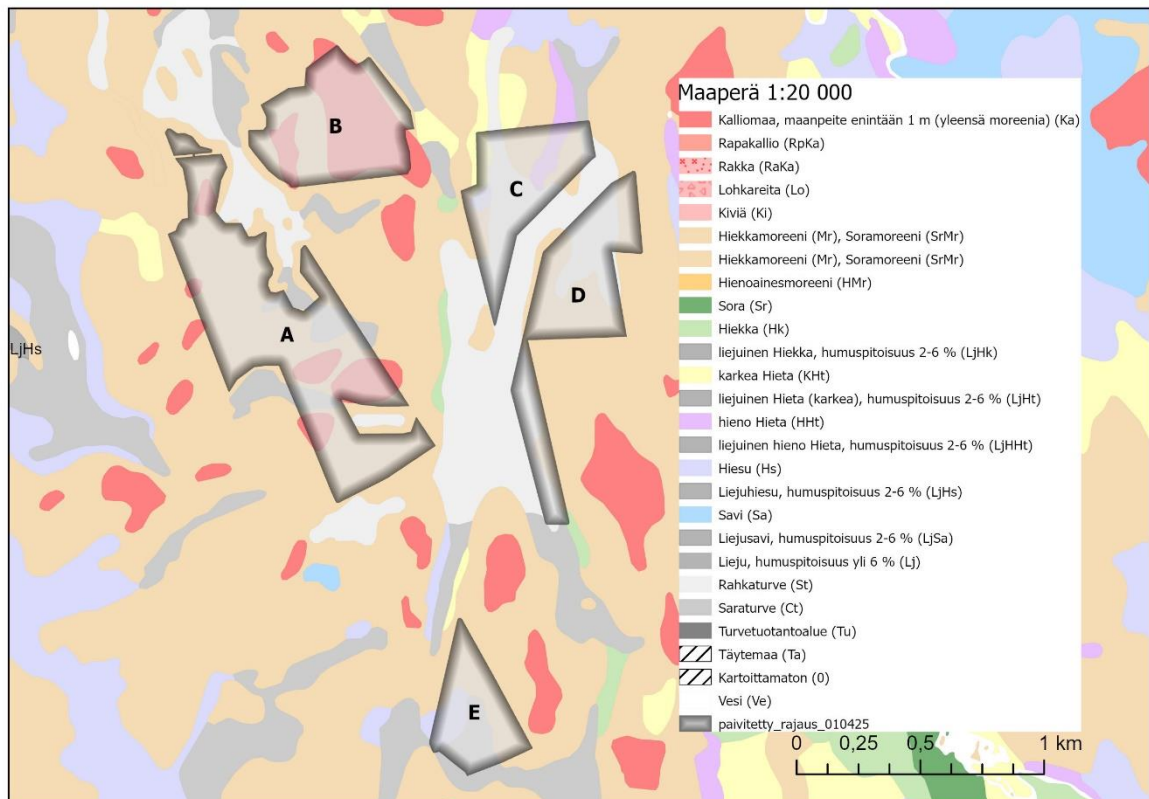 Maaperä 1:20 000
Kalliomaa, maanpeite enintään 1 m (yleensä moreenia) (Ka)
Rapakallio (RpKa)
Rakka (RaKa)
Lohkareita (Lo)
Kiviä (Ki)
Hiekkamoreeni (Mr), Soramoreeni (SrMr)
Hiekkamoreeni (Mr), Soramoreeni (SrMr)
Hienoainesmoreeni (HMr)
Sora (Sr)
Hiekka (Hk)
liejuinen Hiekka, humuspitoisuus 2-6 % (LjHk)
karkea Hieta (KHt)
liejuinen Hieta (karkea), humuspitoisuus 2-6 % (LjHt)
hieno Hieta (HHt)
liejuinen hieno Hieta, humuspitoisuus 2-6 % (LjHHt)
Hiesu (Hs)
Liejuhiesu, humuspitoisuus 2-6 % (LjHs)
Savi (Sa)
Liejusavi, humuspitoisuus 2-6 % (LjSa)
Lieju, humuspitoisuus yli 6 % (Lj)
Rahkaturve (St)
Saraturve (Ct)
Turvetuotantoalue (Tu)
Täytemaa (Ta)
Kartoittamaton (0)
Vesi (Ve)
paivitetty_rajaus_010425
B
C
D
A
LjHs
E
0 0,25 0,5 1 km